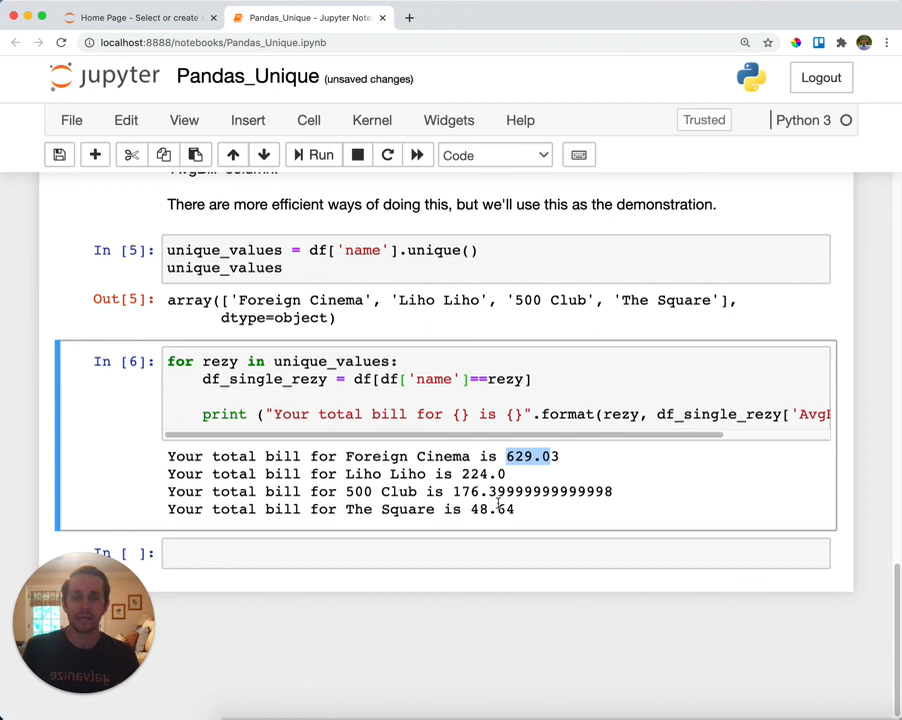 Home Page - Select or create
Pandas_Unique - Jupyter Note
localhost:8888/notebooks/Pandas_Unique.ipynb
jupyter Pandas_Unique (unsaved changes) Logout
File Edit View Insert Cell Kernel Widgets Help Trusted Python 3
Run Code
'AvgBill' column.
There are more efficient ways of doing this, but we'll use this as the demonstration.
In [5]: unique_values = df['name'].unique()
unique_values
Out[5]: array(['Foreign Cinema', 'Liho Liho', '500 Club', 'The Square'],
dtype=object)
In [6]: for rezy in unique_values:
df_single_rezy = df[df['name']==rezy]
print ("Your total bill for {} is {}".format(rezy, df_single_rezy['AvgB
Your total bill for Foreign Cinema is 629.03
Your total bill for Liho Liho is 224.0
Your total bill for 500 Club is 176.39999999999998
Your total bill for The Square is 48.64
In [ ]:
galvanize